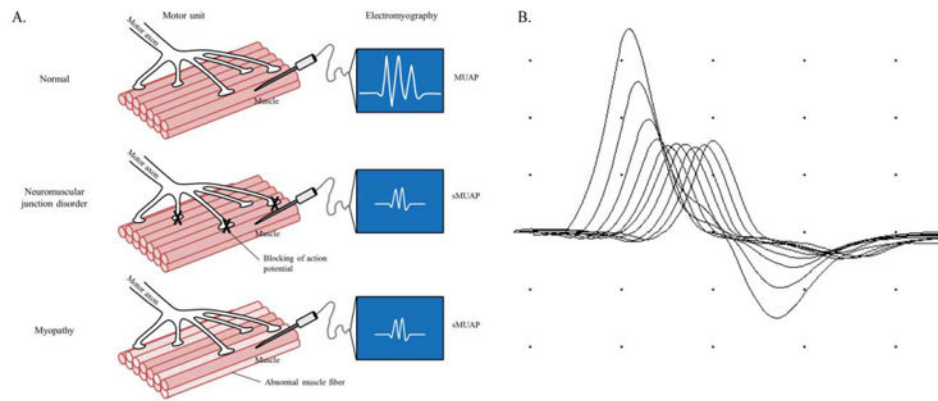 A.
Motor unit
Electromyography
B.
Motor axon
Normal
Muscle
MUAP
Motor axon
Neuromuscular
junction disorder
Muscle
sMUAP
Blocking of action
potential
Motor axon
Myopathy
Muscle
sMUAP
Abnormal muscle fiber